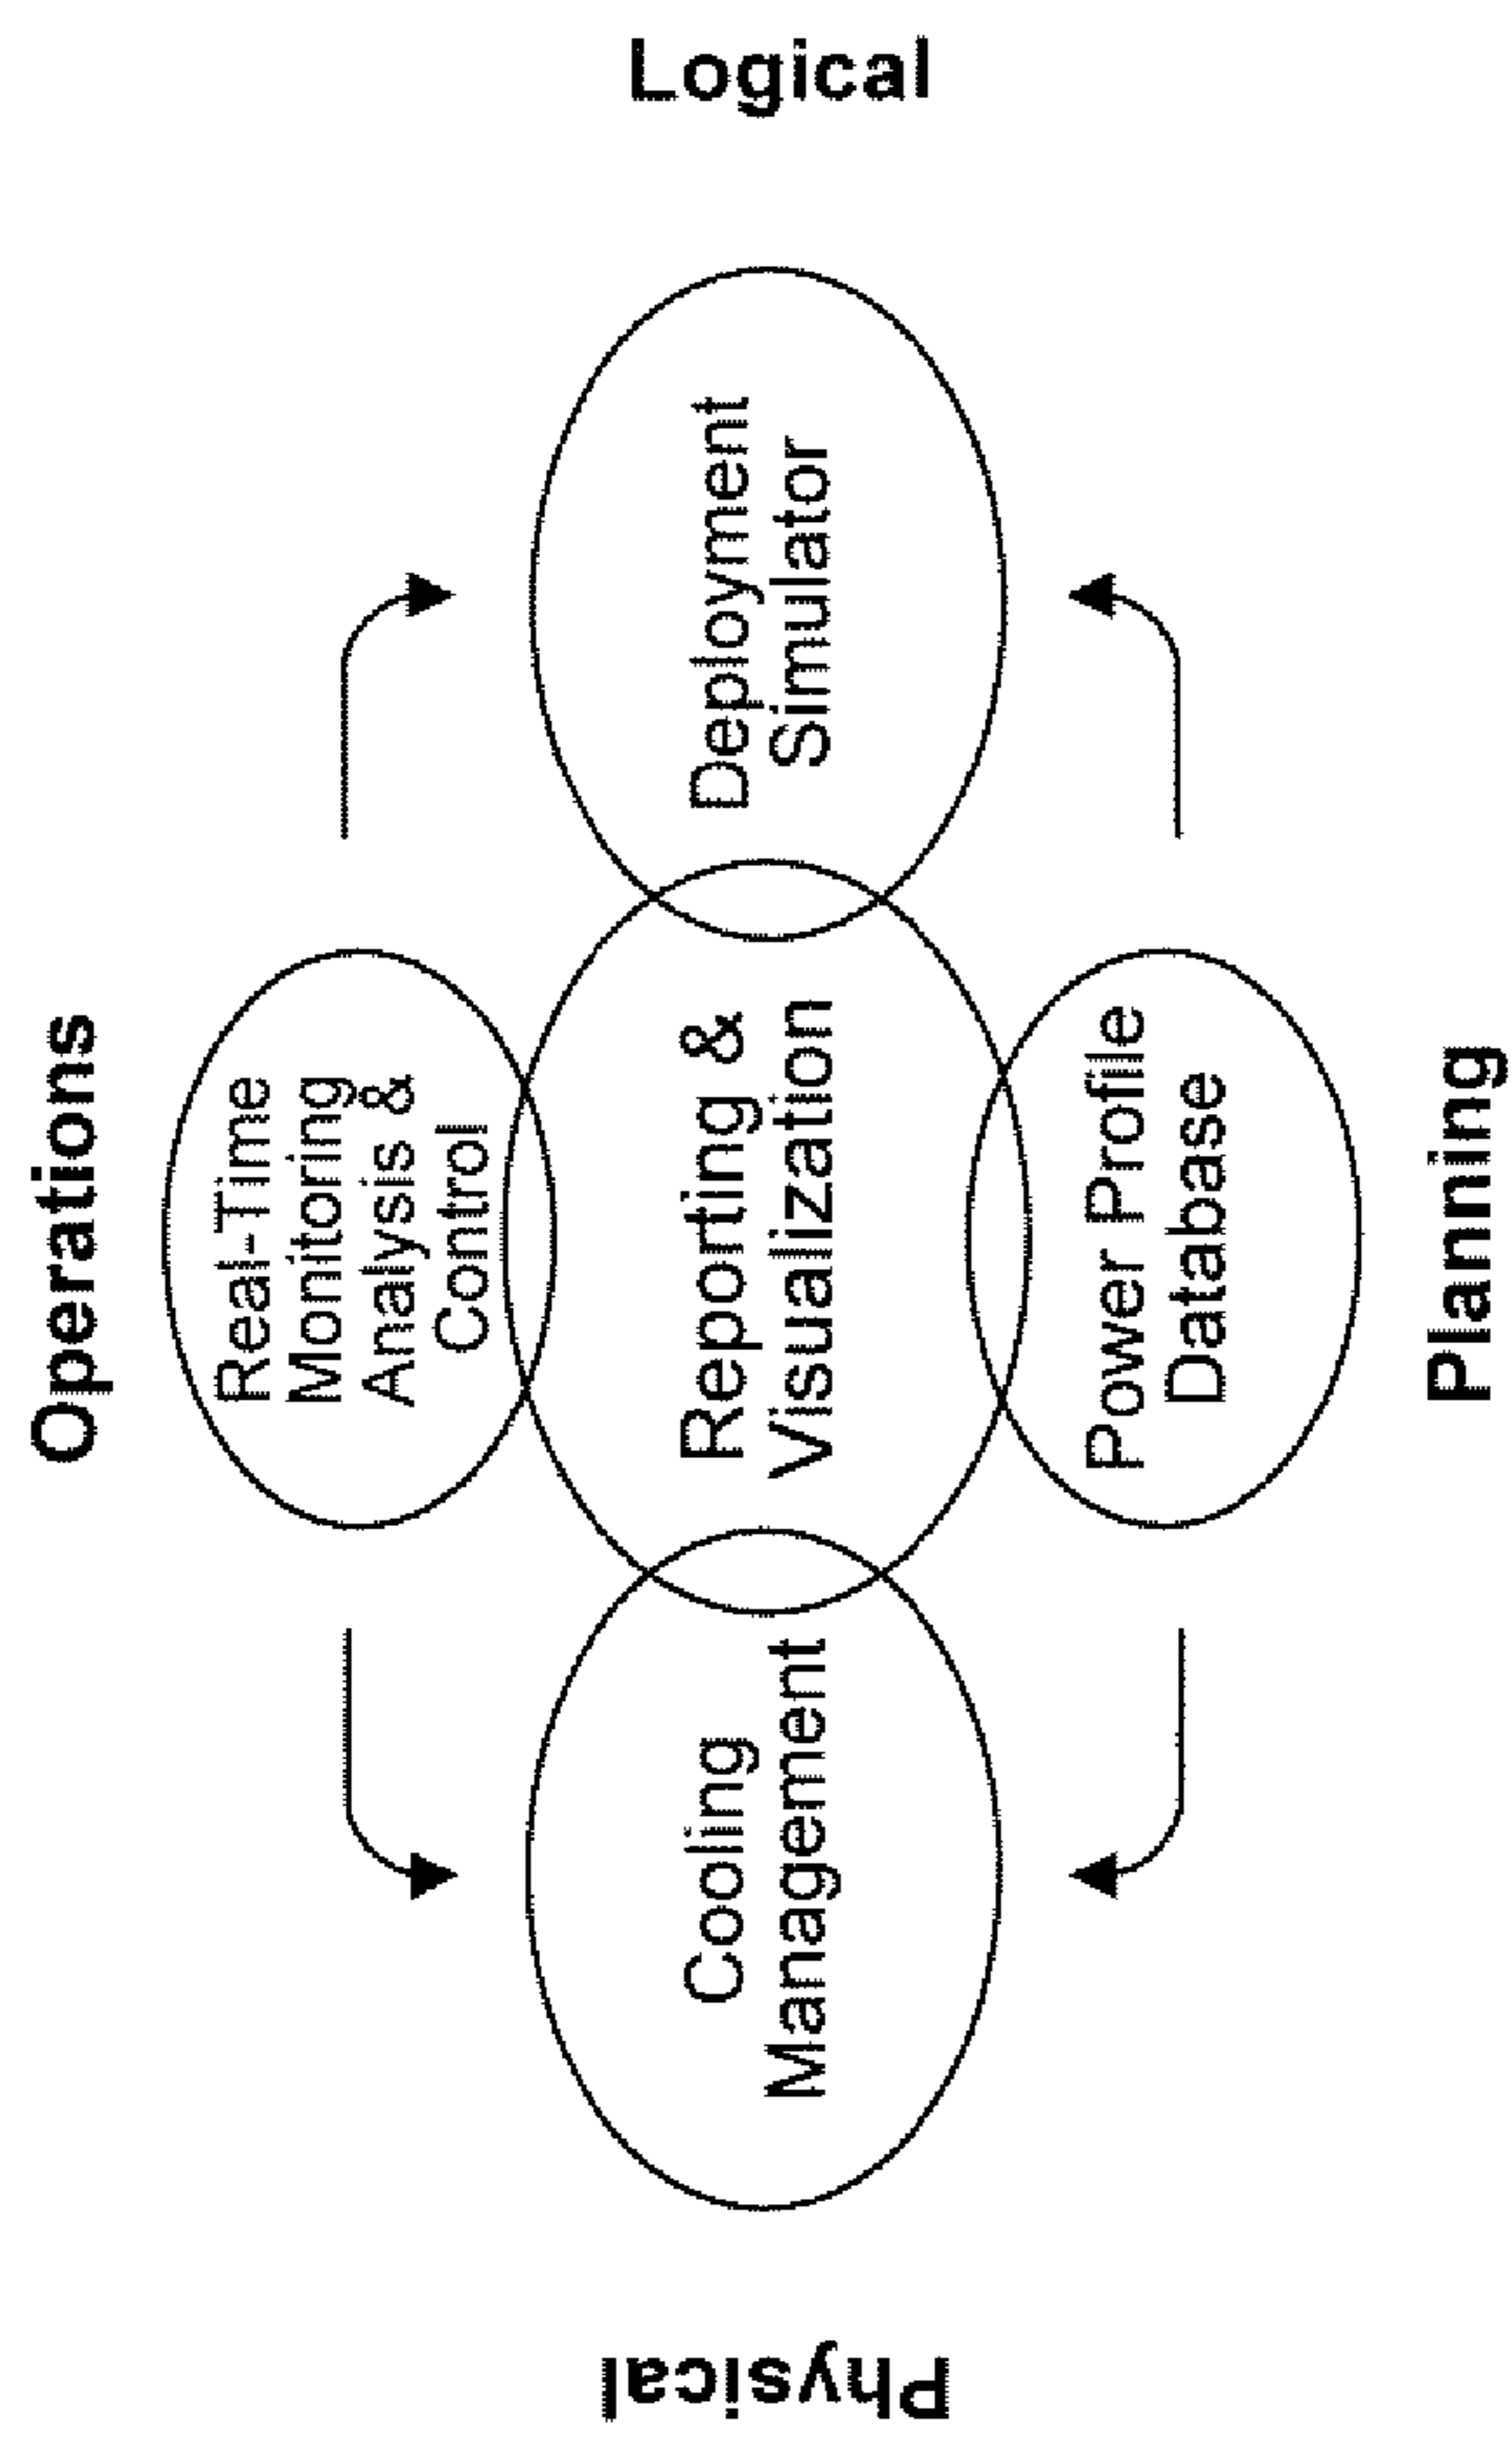 Operations
Real-Time
Monitoring
Analysis &
Control
Physical
Cooling
Management
Reporting &
Visualization
Deployment
Simulator
Logical
Power Profile
Database
Planning